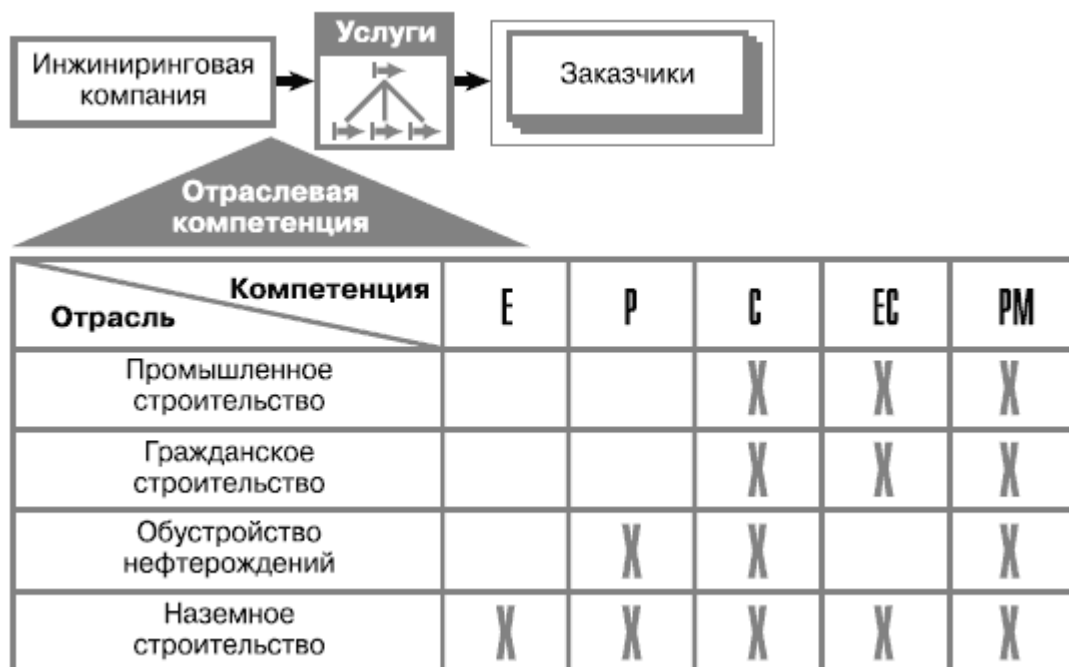 Услуги
Инжиниринговая
компания
Заказчики
Отраслевая
компетенция
Компетенция
Отрасль
E P C EC PM
Промышленное
строительство
X X X
Гражданское
строительство
X X X
Обустройство
нефтерождений
X X X
Наземное
строительство
X X X X X